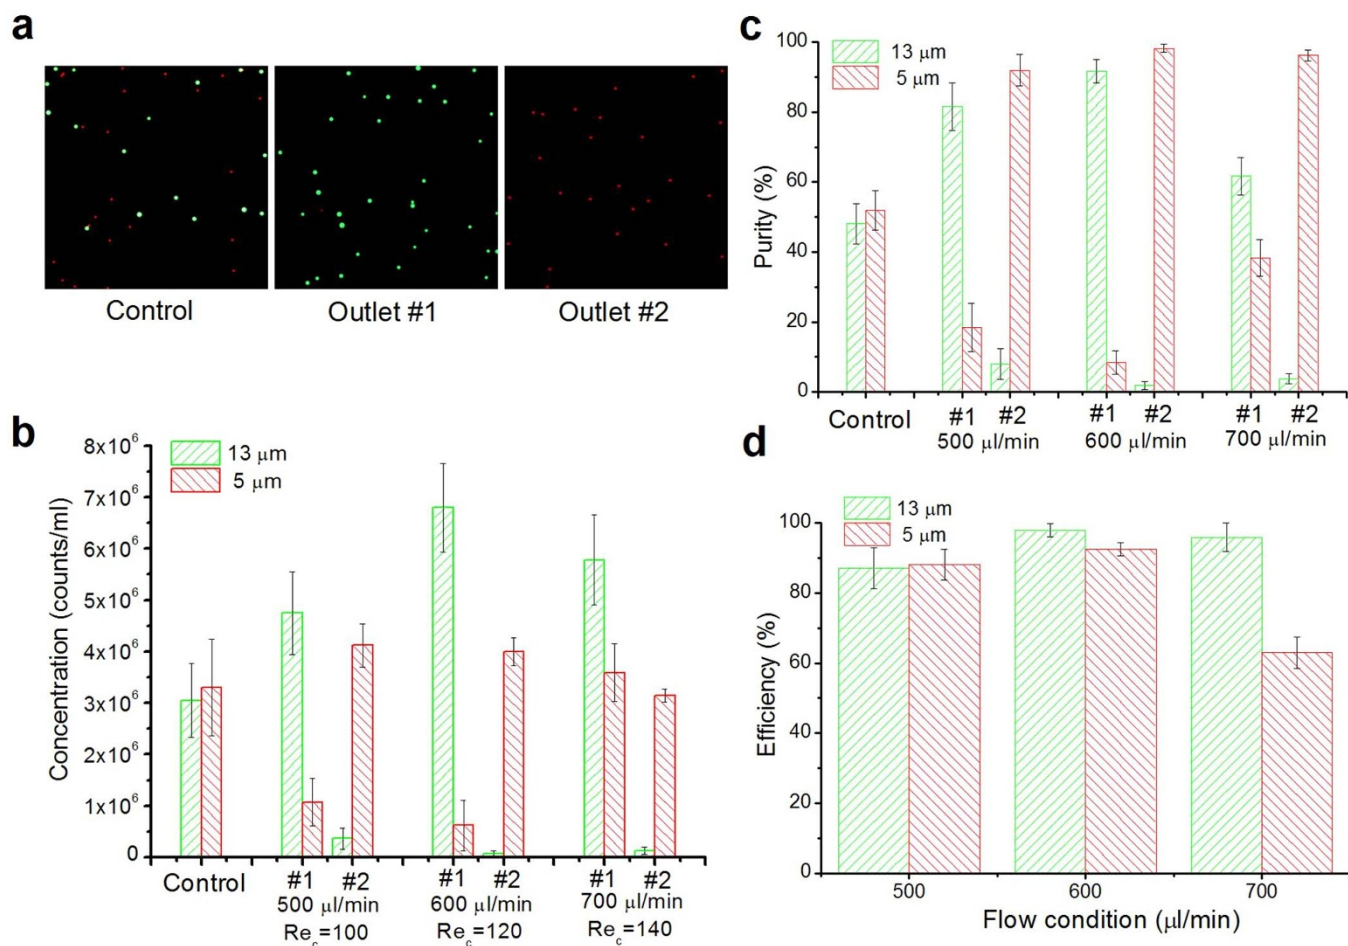 a
Control
Outlet #1
Outlet #2
b
13 μm
5 μm
Concentration (counts/ml)
8x10⁶
7x10⁶
6x10⁶
5x10⁶
4x10⁶
3x10⁶
2x10⁶
1x10⁶
0
Control
#1 #2
500 μl/min
Re꜀=100
#1 #2
600 μl/min
Re꜀=120
#1 #2
700 μl/min
Re꜀=140
c
13 μm
5 μm
Purity (%)
100
80
60
40
20
0
Control
#1 #2
500 μl/min
#1 #2
600 μl/min
#1 #2
700 μl/min
d
13 μm
5 μm
Efficiency (%)
100
80
60
40
20
0
500 600 700
Flow condition (μl/min)